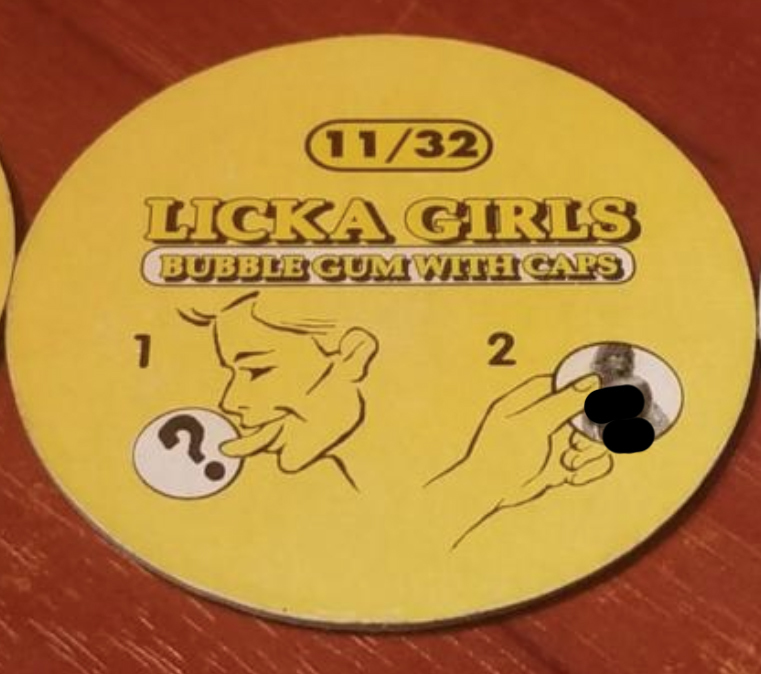 11/32
LICKA GIRLS
BUBBLE GUM WITH CAPS
1
2
?